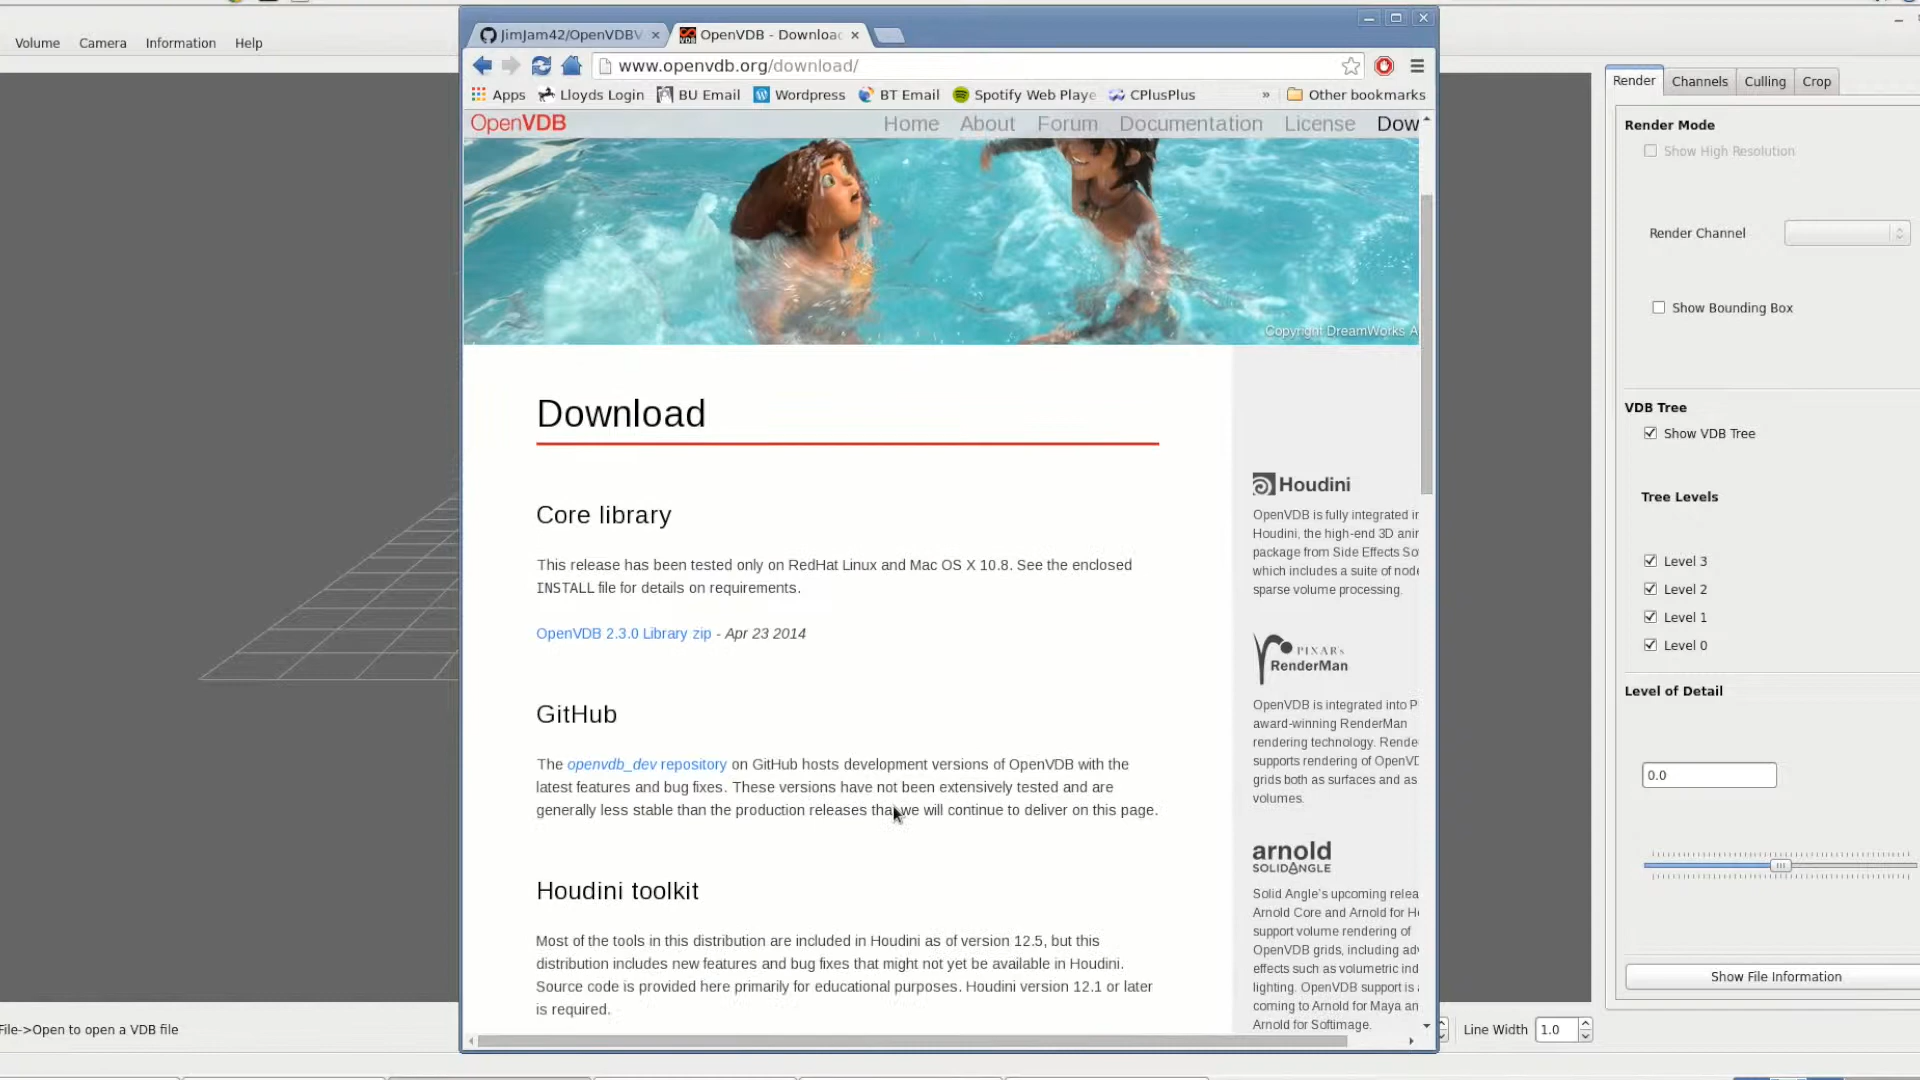 Volume Camera Information Help
JimJam42/OpenVDBV
OpenVDB - Downloa
www.openvdb.org/download/
Apps Lloyds Login BU Email Wordpress BT Email Spotify Web Playe CPlusPlus » Other bookmarks
OpenVDB Home About Forum Documentation License Dow
Copyright DreamWorks A
Download
Core library
This release has been tested only on RedHat Linux and Mac OS X 10.8. See the enclosed
INSTALL file for details on requirements.
OpenVDB 2.3.0 Library zip - Apr 23 2014
GitHub
The openvdb_dev repository on GitHub hosts development versions of OpenVDB with the
latest features and bug fixes. These versions have not been extensively tested and are
generally less stable than the production releases that we will continue to deliver on this page.
Houdini toolkit
Most of the tools in this distribution are included in Houdini as of version 12.5, but this
distribution includes new features and bug fixes that might not yet be available in Houdini.
Source code is provided here primarily for educational purposes. Houdini version 12.1 or later
is required.
Houdini
OpenVDB is fully integrated in
Houdini, the high-end 3D anir
package from Side Effects So
which includes a suite of node
sparse volume processing.
PIXAR's
RenderMan
OpenVDB is integrated into P
award-winning RenderMan
rendering technology. Rende
supports rendering of OpenVD
grids both as surfaces and as
volumes.
arnold
SOLIDANGLE
Solid Angle's upcoming relea
Arnold Core and Arnold for Ho
support volume rendering of
OpenVDB grids, including adv
effects such as volumetric ind
lighting. OpenVDB support is
coming to Arnold for Maya an
Arnold for Softimage.
Render Channels Culling Crop
Render Mode
Show High Resolution
Render Channel
Show Bounding Box
VDB Tree
Show VDB Tree
Tree Levels
Level 3
Level 2
Level 1
Level 0
Level of Detail
0.0
Show File Information
File->Open to open a VDB file
Line Width 1.0